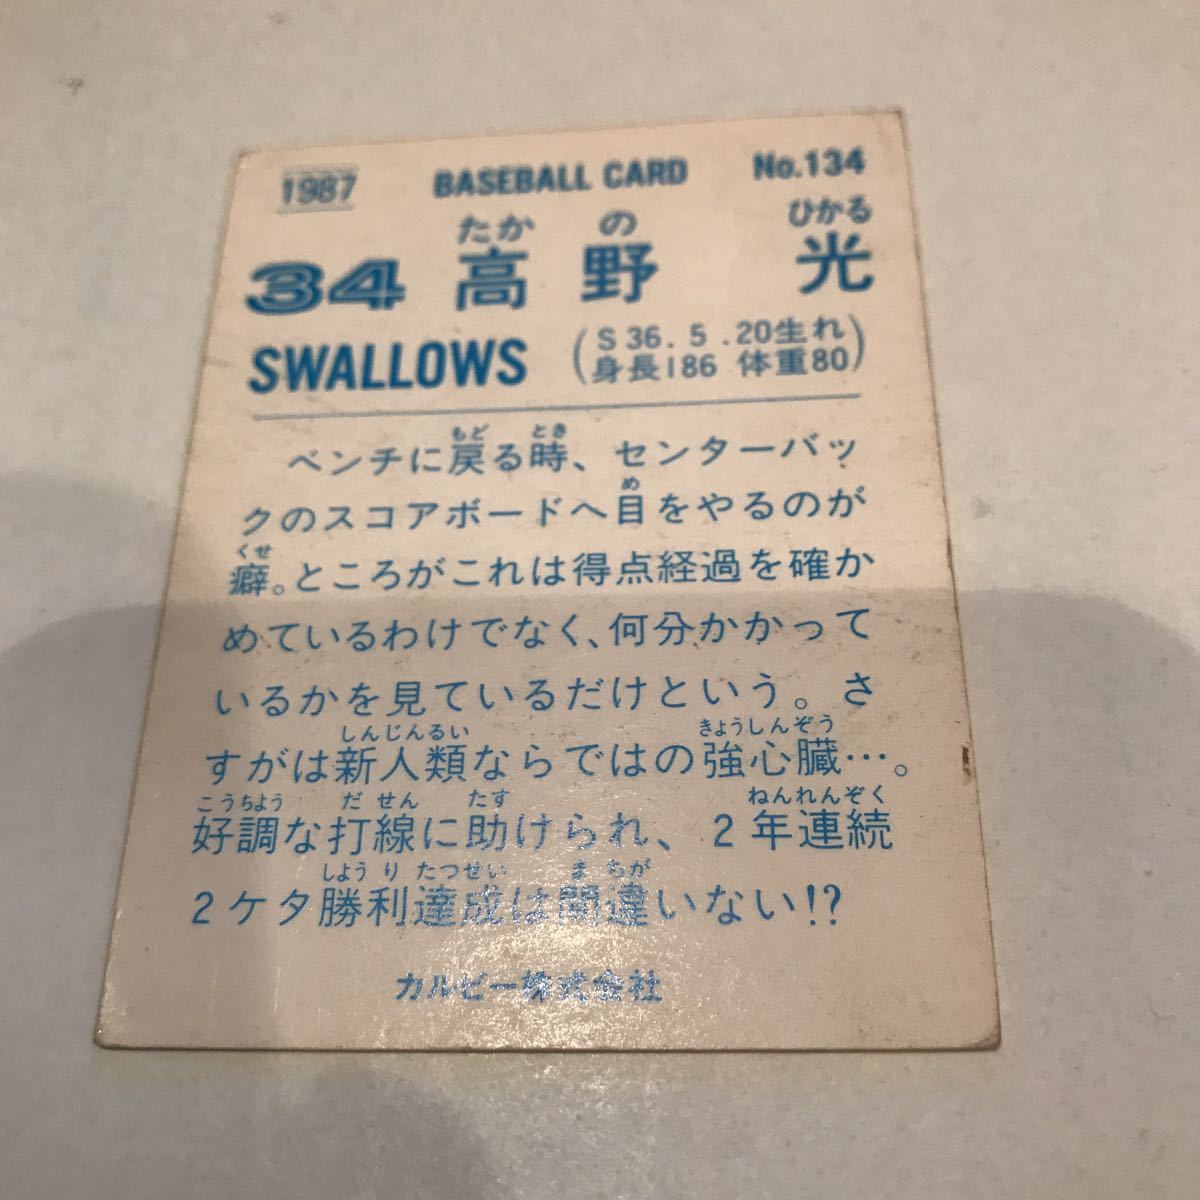 1987 BASEBALL CARD No.134
たか の ひかる
34 高野 光
SWALLOWS (S36.5.20生れ
身長186 体重80)
もど とき
ベンチに戻る時、センターバッ
め
クのスコアボードへ目をやるのが
くせ
癖。ところがこれは得点経過を確か
めているわけでなく、何分かかって
いるかを見ているだけという。さ
しんじんるい きょうしんぞう
すがは新人類ならではの強心臓…。
こうちょう だ せん たす ねんれんぞく
好調な打線に助けられ、2年連続
しょう り たつせい ま ちが
2ケタ勝利達成は間違いない!?
カルビー株式会社